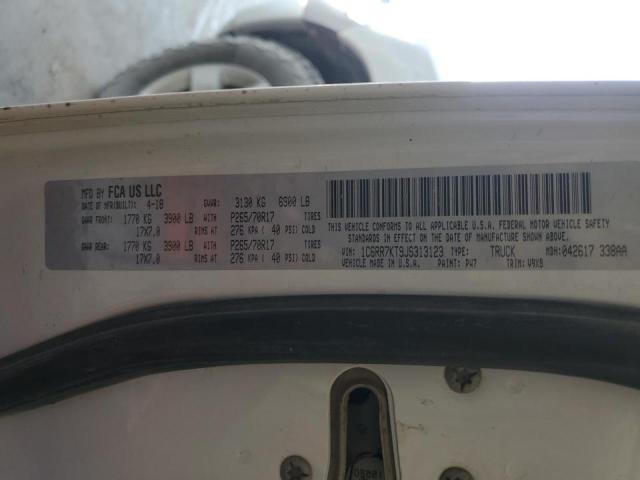 MFD BY FCA US LLC
DATE OF MFR(BUILT): 4-18 GVWR: 3130 KG 6900 LB
GAWR FRONT: 1770 KG 3900 LB WITH P265/70R17 TIRES
17X7.0 RIMS AT 276 KPA ( 40 PSI) COLD
GAWR REAR: 1770 KG 3900 LB WITH P265/70R17 TIRES
17X7.0 RIMS AT 276 KPA ( 40 PSI) COLD
THIS VEHICLE CONFORMS TO ALL APPLICABLE U.S.A. FEDERAL MOTOR VEHICLE SAFETY
STANDARDS IN EFFECT ON THE DATE OF MANUFACTURE SHOWN ABOVE.
VIN: 1C6RR7KT9JS313123 TYPE: TRUCK MDH: 042617 338AA
VEHICLE MADE IN U.S.A. PAINT: PW7 TRIM: V9X8